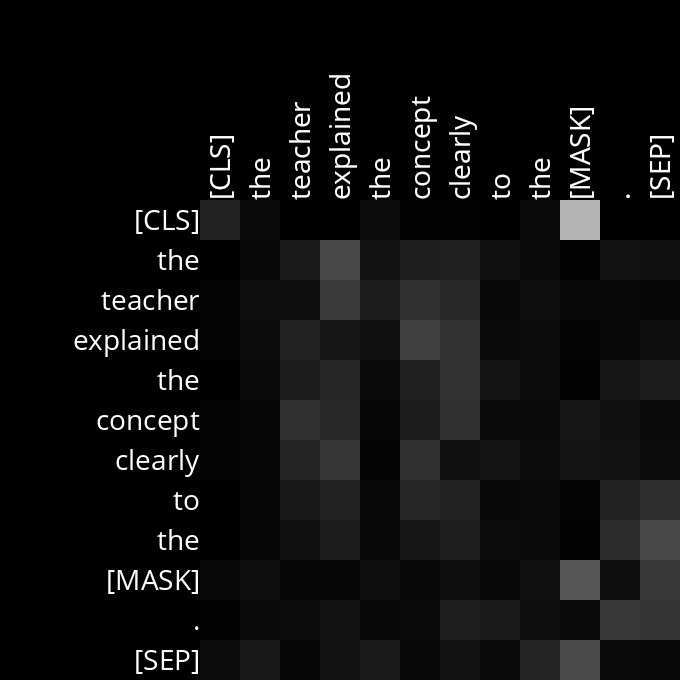 [CLS] the teacher explained the concept clearly to the [MASK] . [SEP]
[CLS]
the
teacher
explained
the
concept
clearly
to
the
[MASK]
.
[SEP]